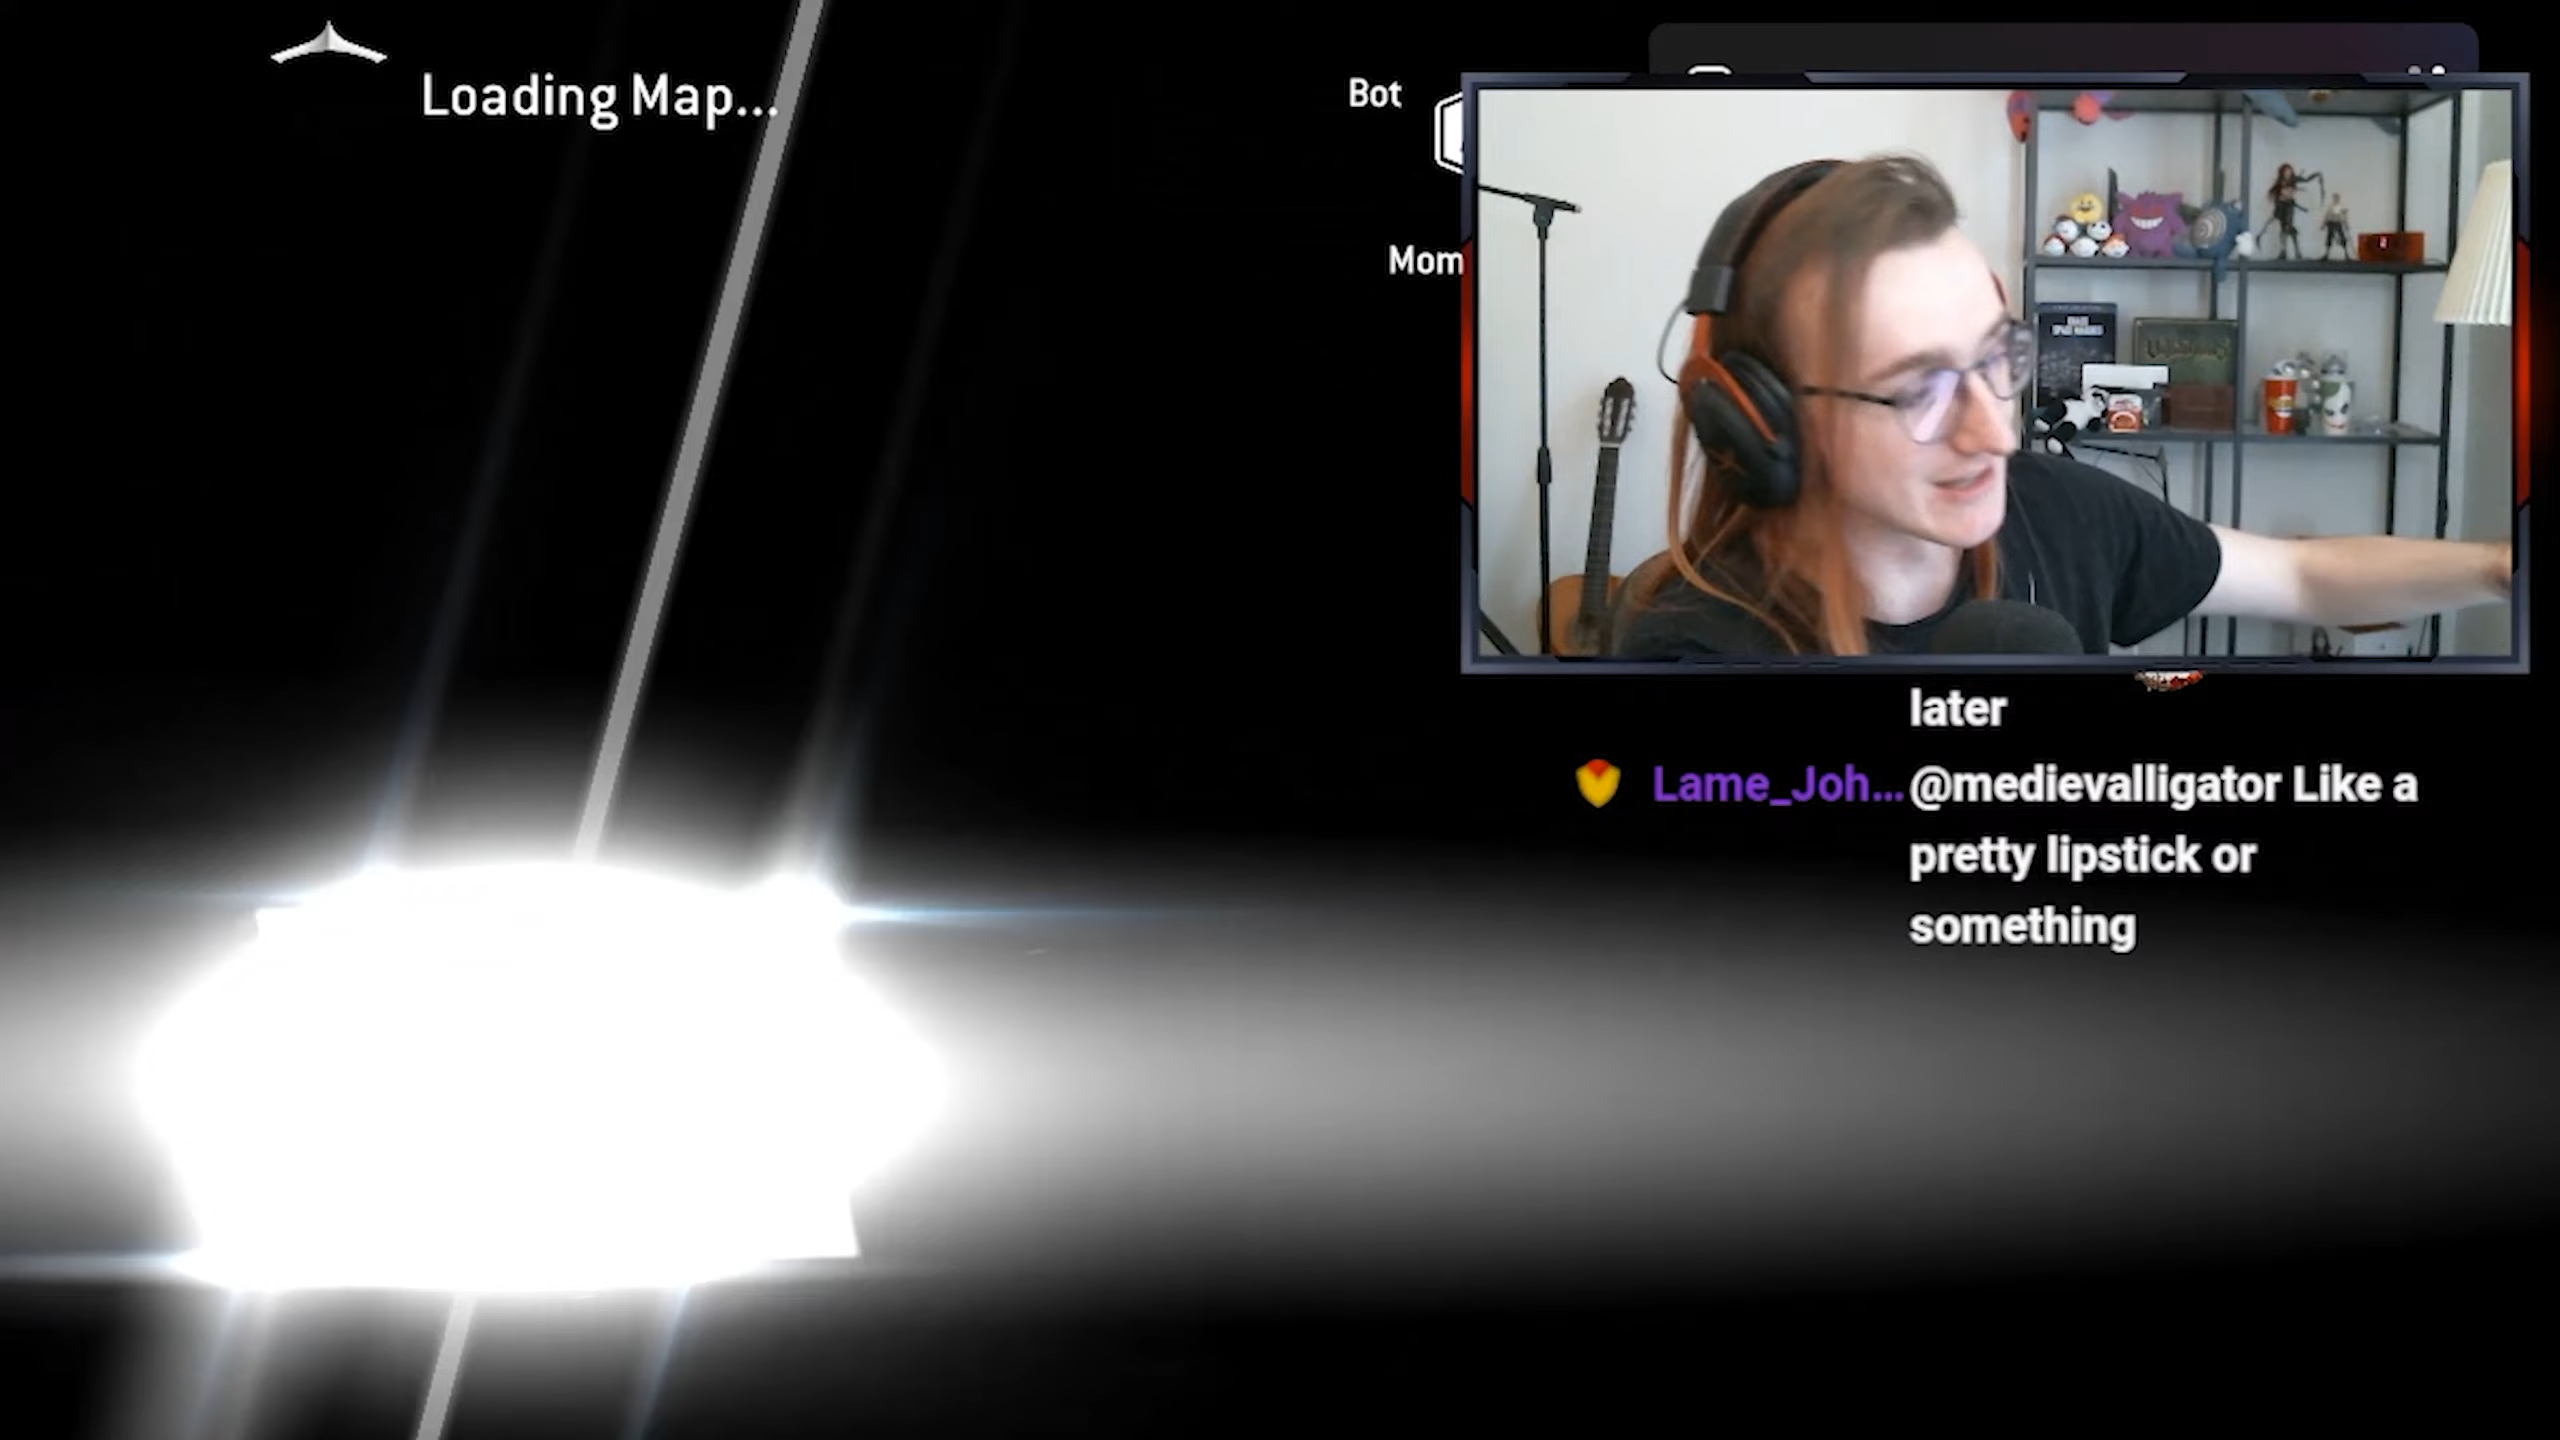 Loading Map...
Bot
Mom
later
Lame_Joh... @medievalligator Like a
pretty lipstick or
something